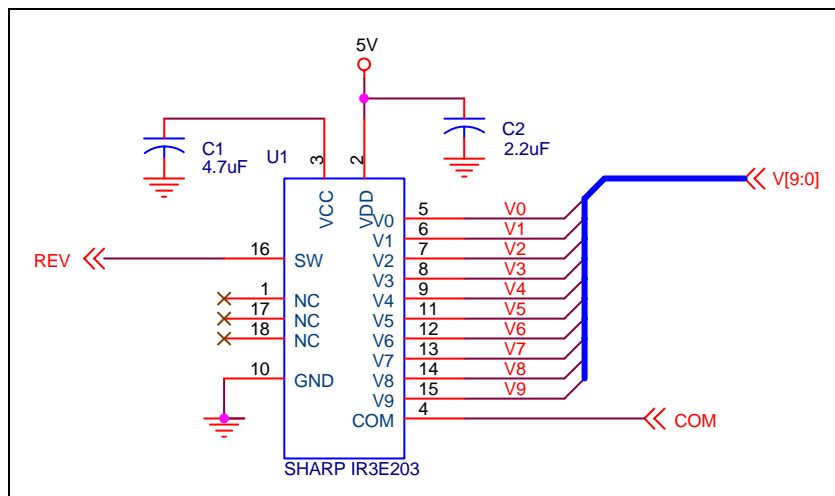 5V
C1
4.7uF
C2
2.2uF
U1
3
2
VCC
VDD
V[9:0]
REV
16
SW
1
NC
17
NC
18
NC
10
GND
V0
5
V0
V1
6
V1
V2
7
V2
V3
8
V3
V4
9
V4
V5
11
V5
V6
12
V6
V7
13
V7
V8
14
V8
V9
15
V9
COM
4
COM
SHARP IR3E203